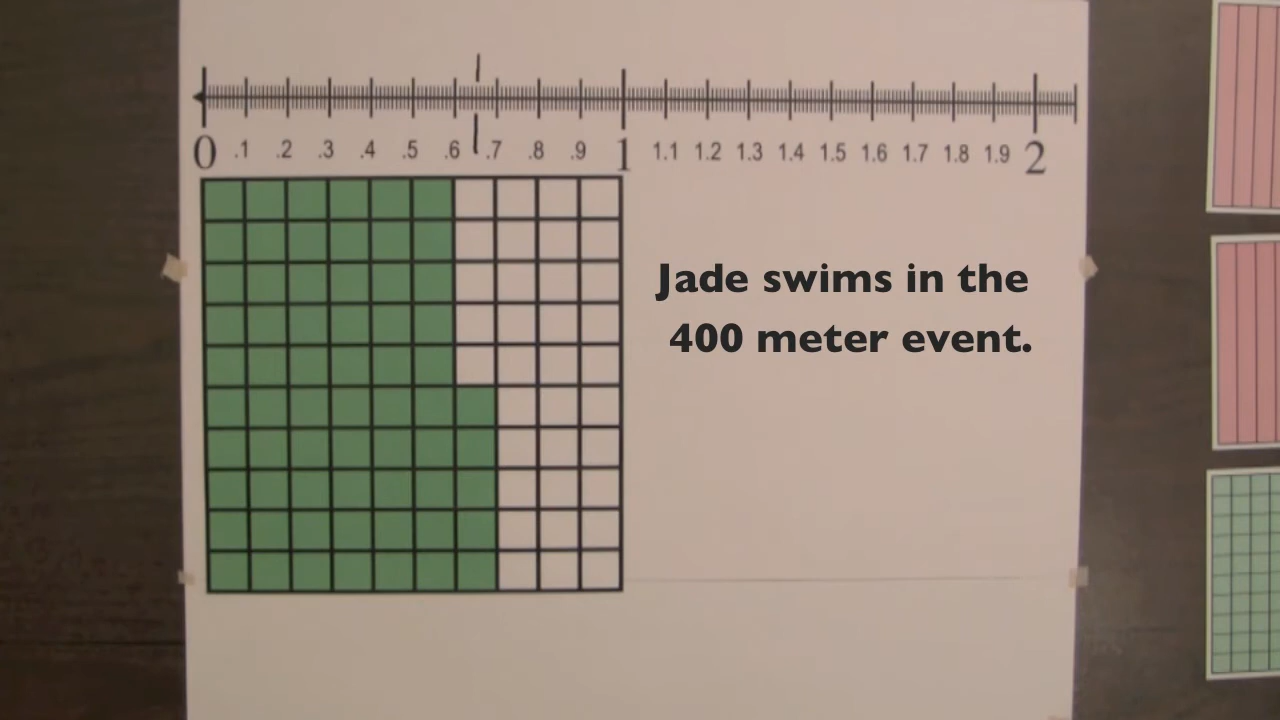 0 .1 .2 .3 .4 .5 .6 .7 .8 .9 1 1.1 1.2 1.3 1.4 1.5 1.6 1.7 1.8 1.9 2
Jade swims in the
400 meter event.